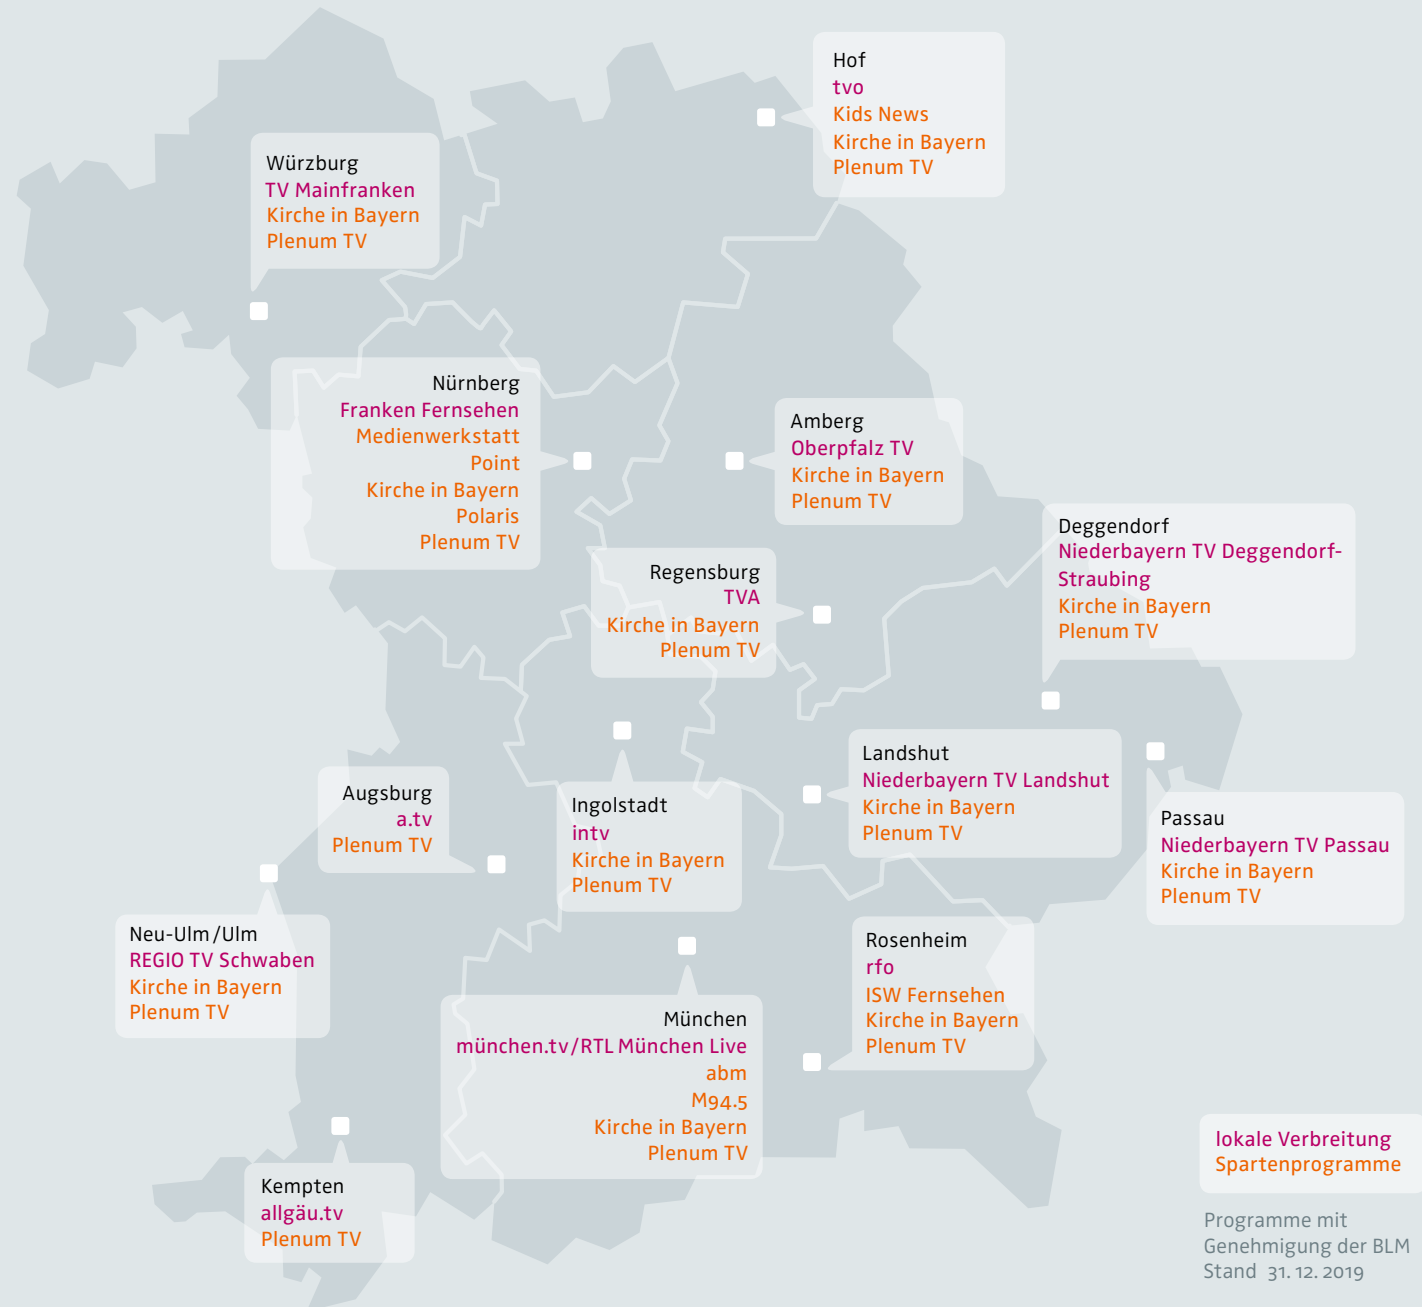 Hof
tvo
Kids News
Kirche in Bayern
Plenum TV
Würzburg
TV Mainfranken
Kirche in Bayern
Plenum TV
Nürnberg
Franken Fernsehen
Medienwerkstatt
Point
Kirche in Bayern
Polaris
Plenum TV
Amberg
Oberpfalz TV
Kirche in Bayern
Plenum TV
Deggendorf
Niederbayern TV Deggendorf-
Straubing
Kirche in Bayern
Plenum TV
Regensburg
TVA
Kirche in Bayern
Plenum TV
Landshut
Niederbayern TV Landshut
Kirche in Bayern
Plenum TV
Augsburg
a.tv
Plenum TV
Ingolstadt
intv
Kirche in Bayern
Plenum TV
Passau
Niederbayern TV Passau
Kirche in Bayern
Plenum TV
Neu-Ulm/Ulm
REGIO TV Schwaben
Kirche in Bayern
Plenum TV
Rosenheim
rfo
ISW Fernsehen
Kirche in Bayern
Plenum TV
München
münchen.tv/RTL München Live
abm
M94.5
Kirche in Bayern
Plenum TV
Kempten
allgäu.tv
Plenum TV
lokale Verbreitung
Spartenprogramme
Programme mit
Genehmigung der BLM
Stand 31. 12. 2019